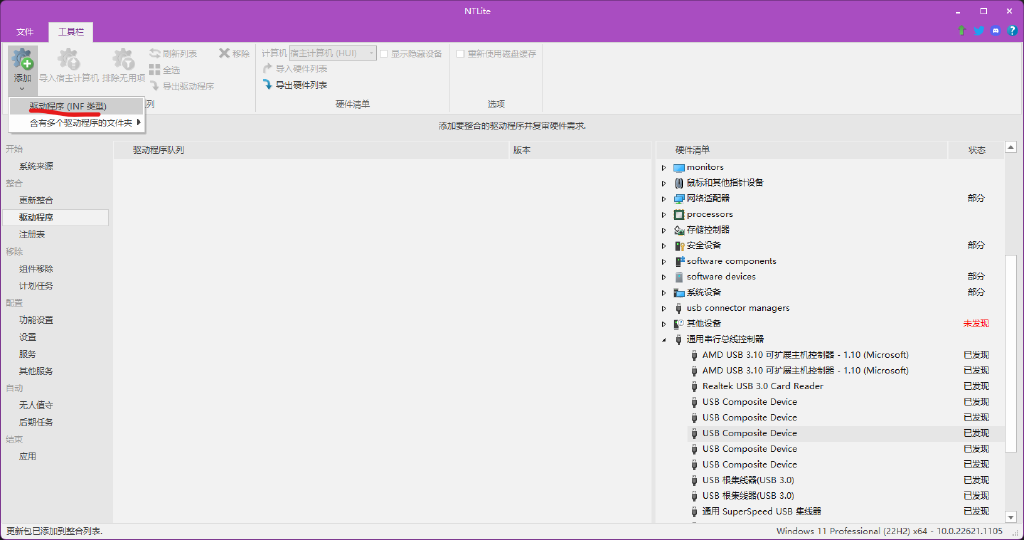 NTLite
文件
工具栏
添加
导入宿主计算机
排除无用项
刷新列表
全选
导出驱动程序
移除
列
计算机
宿主计算机 (HUI)
显示隐藏设备
导入硬件列表
导出硬件列表
硬件清单
重新使用磁盘缓存
选项
驱动程序 (INF 类型)
含有多个驱动程序的文件夹
添加要整合的驱动程序并复审硬件需求.
开始
系统来源
整合
更新整合
驱动程序
注册表
移除
组件移除
计划任务
配置
功能设置
设置
服务
其他服务
自动
无人值守
后期任务
结束
应用
驱动程序队列 版本
硬件清单 状态
monitors
鼠标和其他指针设备
网络适配器 部分
processors
存储控制器
安全设备 部分
software components
software devices 部分
系统设备 部分
usb connector managers
其他设备 未发现
通用串行总线控制器
AMD USB 3.10 可扩展主机控制器 - 1.10 (Microsoft) 已发现
AMD USB 3.10 可扩展主机控制器 - 1.10 (Microsoft) 已发现
Realtek USB 3.0 Card Reader 已发现
USB Composite Device 已发现
USB Composite Device 已发现
USB Composite Device 已发现
USB Composite Device 已发现
USB Composite Device 已发现
USB 根集线器(USB 3.0) 已发现
USB 根集线器(USB 3.0) 已发现
通用 SuperSpeed USB 集线器 已发现
更新包已添加到整合列表.
Windows 11 Professional (22H2) x64 - 10.0.22621.1105